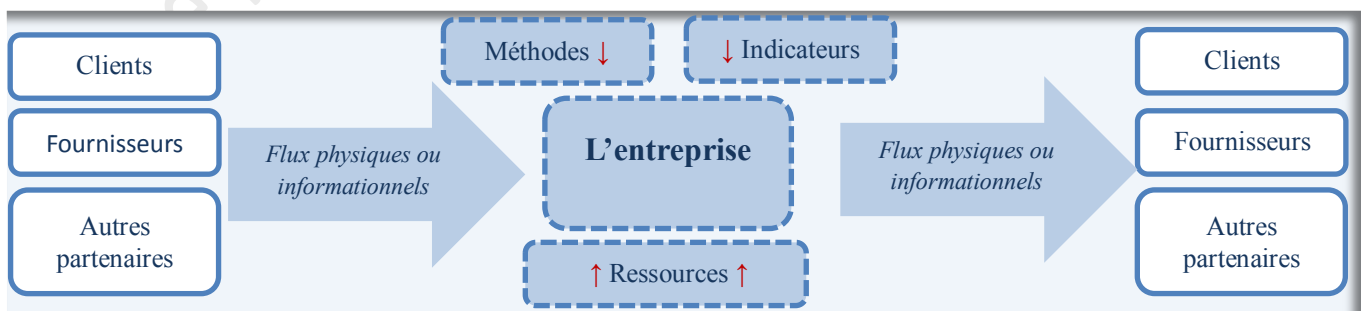 Clients
Fournisseurs
Autres
partenaires
Flux physiques ou
informationnels
Méthodes ↓
↓ Indicateurs
L’entreprise
↑ Ressources ↑
Flux physiques ou
informationnels
Clients
Fournisseurs
Autres
partenaires